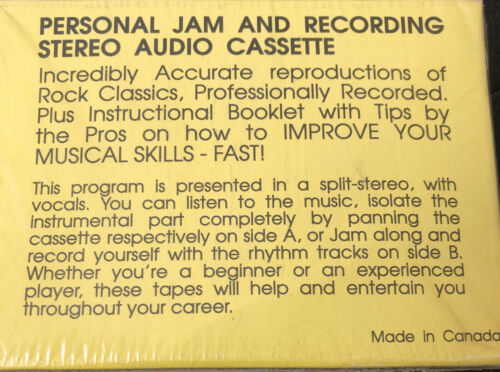 PERSONAL JAM AND RECORDING
STEREO AUDIO CASSETTE
Incredibly Accurate reproductions of
Rock Classics, Professionally Recorded.
Plus Instructional Booklet with Tips by
the Pros on how to IMPROVE YOUR
MUSICAL SKILLS - FAST!
This program is presented in a split-stereo, with
vocals. You can listen to the music, isolate the
instrumental part completely by panning the
cassette respectively on side A, or Jam along and
record yourself with the rhythm tracks on side B.
Whether you're a beginner or an experienced
player, these tapes will help and entertain you
throughout your career.
Made in Canada